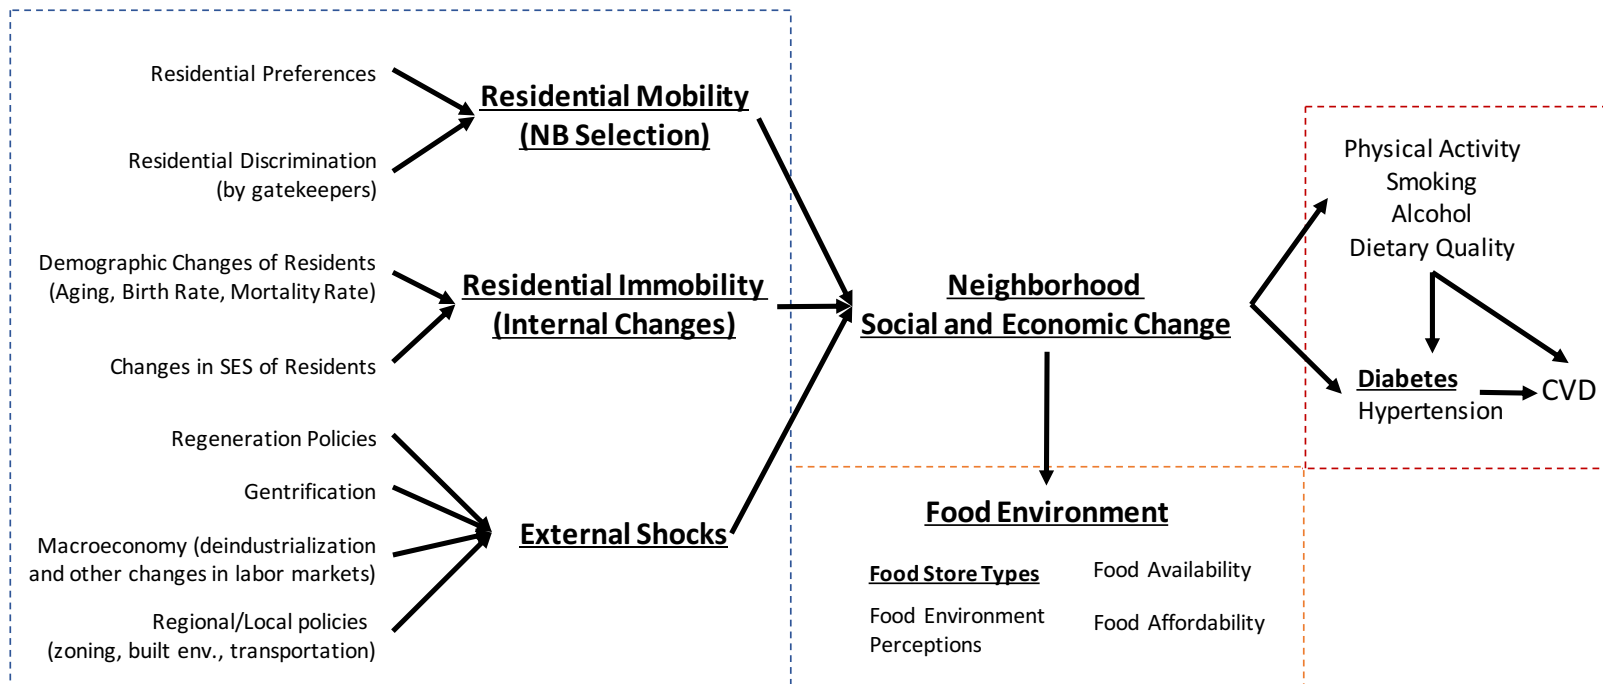 Residential Preferences
Residential Mobility
(NB Selection)
Residential Discrimination
(by gatekeepers)
Demographic Changes of Residents
(Aging, Birth Rate, Mortality Rate)
Residential Immobility
(Internal Changes)
Changes in SES of Residents
Regeneration Policies
Gentrification
External Shocks
Macroeconomy (deindustrialization
and other changes in labor markets)
Regional/Local policies
(zoning, built env., transportation)
Neighborhood
Social and Economic Change
Food Environment
Food Store Types
Food Availability
Food Environment
Perceptions
Food Affordability
Physical Activity
Smoking
Alcohol
Dietary Quality
Diabetes
Hypertension
CVD